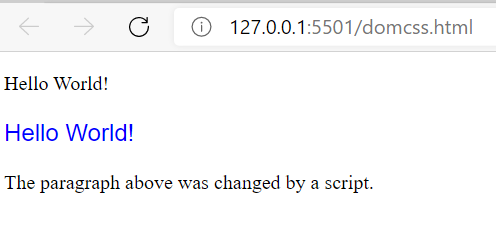 127.0.0.1:5501/domcss.html
Hello World!
Hello World!
The paragraph above was changed by a script.